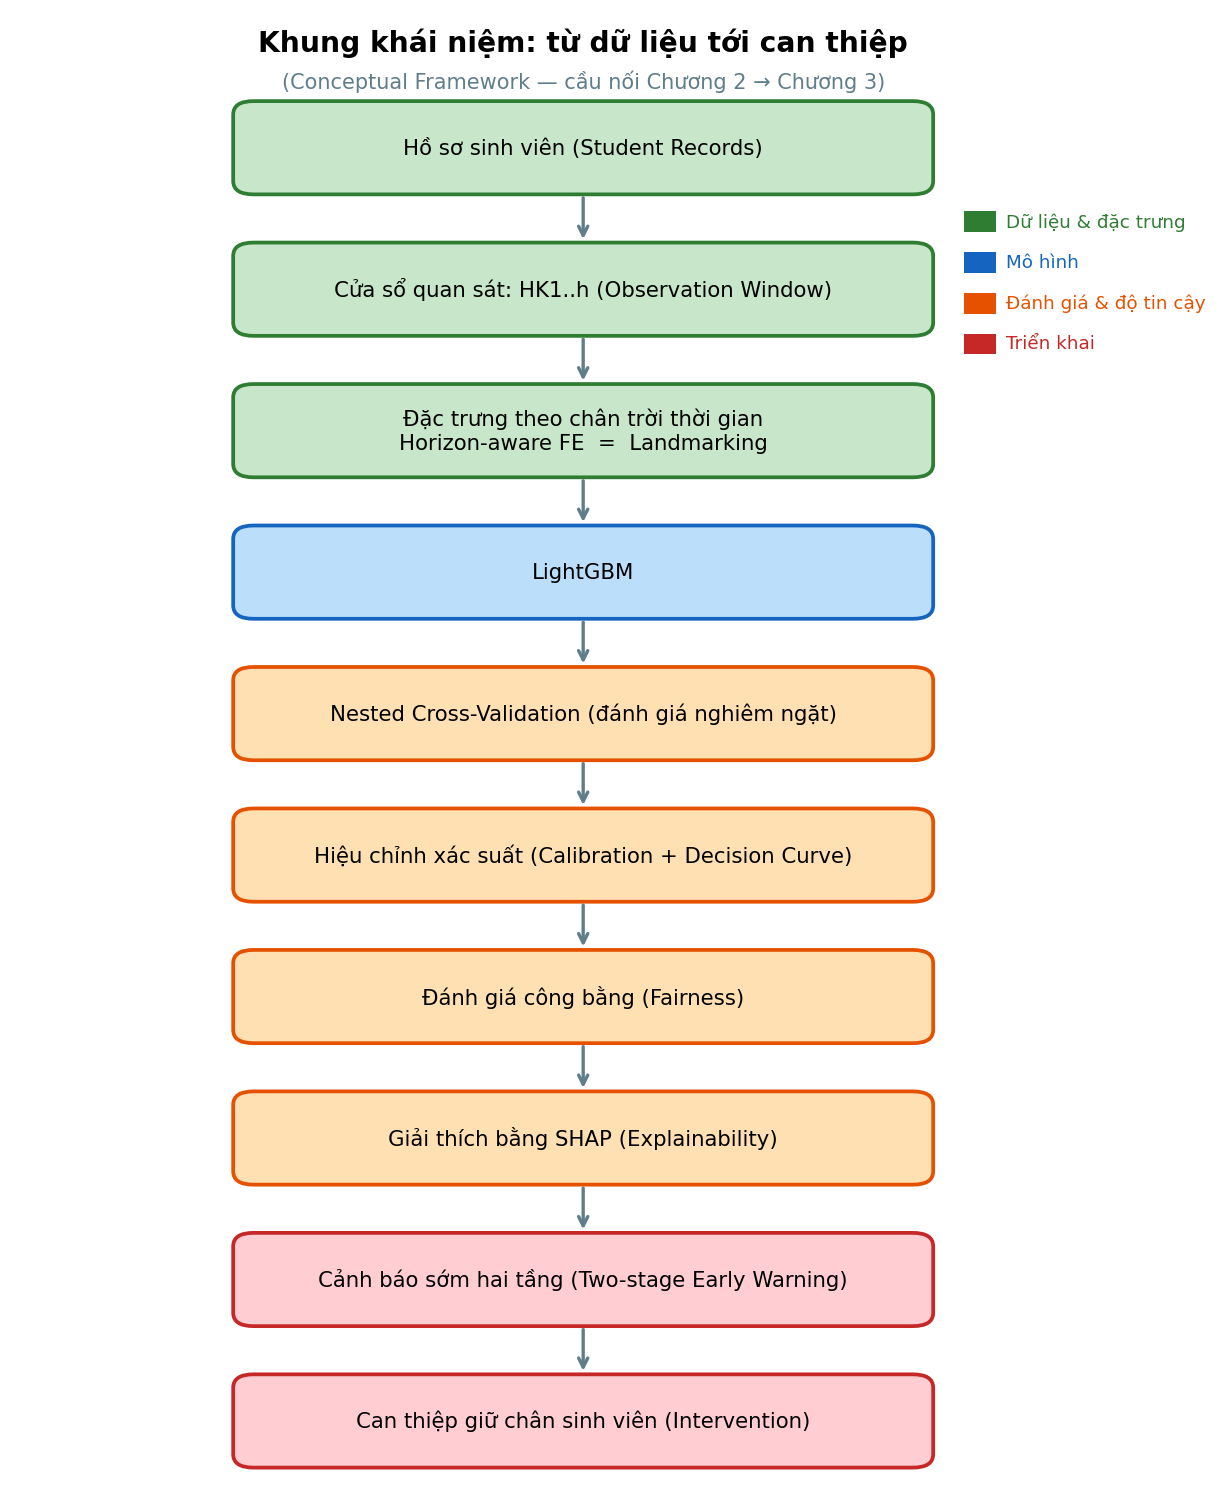 Khung khái niệm: từ dữ liệu tới can thiệp
(Conceptual Framework — cầu nối Chương 2 → Chương 3)
Hồ sơ sinh viên (Student Records)
Cửa sổ quan sát: HK1..h (Observation Window)
Đặc trưng theo chân trời thời gian
Horizon-aware FE = Landmarking
LightGBM
Nested Cross-Validation (đánh giá nghiêm ngặt)
Hiệu chỉnh xác suất (Calibration + Decision Curve)
Đánh giá công bằng (Fairness)
Giải thích bằng SHAP (Explainability)
Cảnh báo sớm hai tầng (Two-stage Early Warning)
Can thiệp giữ chân sinh viên (Intervention)
Dữ liệu & đặc trưng
Mô hình
Đánh giá & độ tin cậy
Triển khai